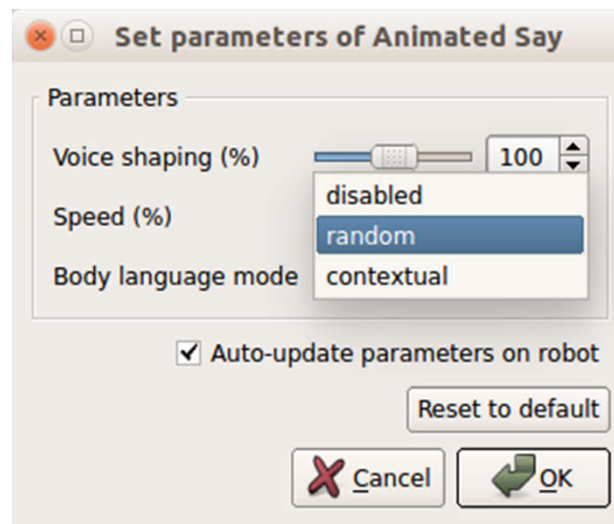 Set parameters of Animated Say
Parameters
Voice shaping (%) 100
disabled
Speed (%)
random
Body language mode contextual
Auto-update parameters on robot
Reset to default
Cancel OK